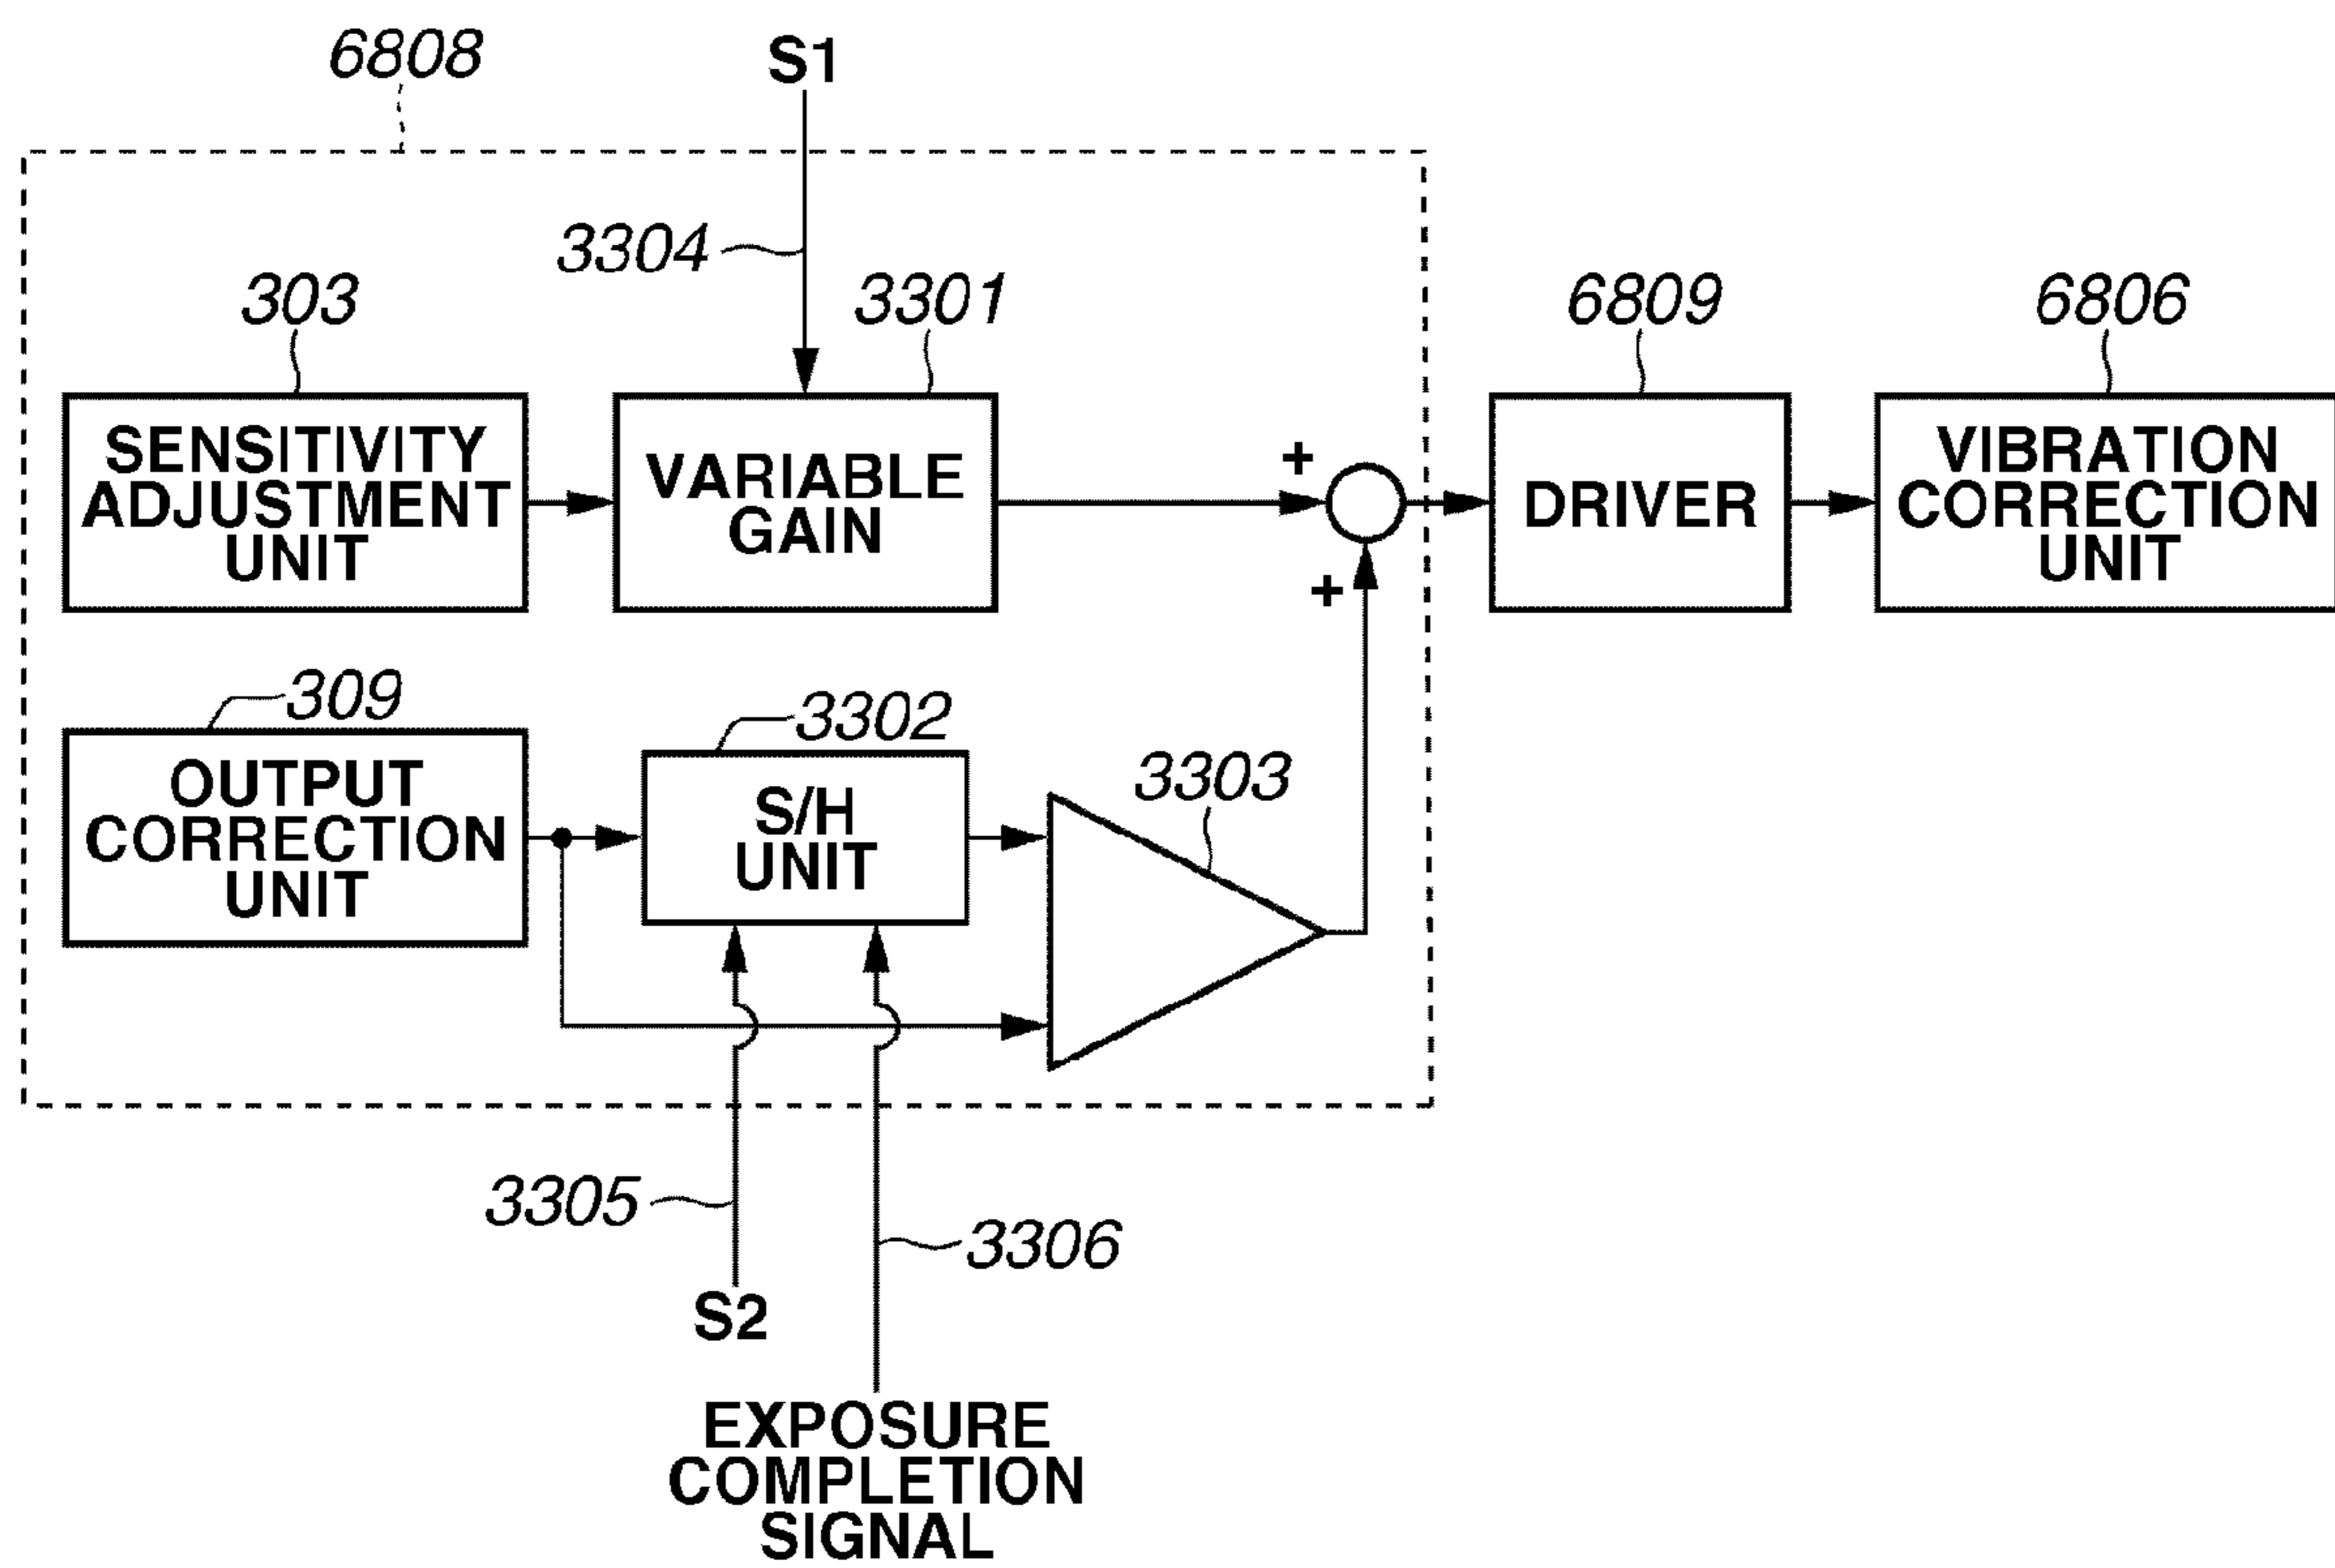 6808
S1
3304
303
3301
6809
6806
SENSITIVITY
ADJUSTMENT
UNIT
VARIABLE
GAIN
+
+
DRIVER
VIBRATION
CORRECTION
UNIT
309
3302
3303
OUTPUT
CORRECTION
UNIT
S/H
UNIT
3305
3306
S2
EXPOSURE
COMPLETION
SIGNAL